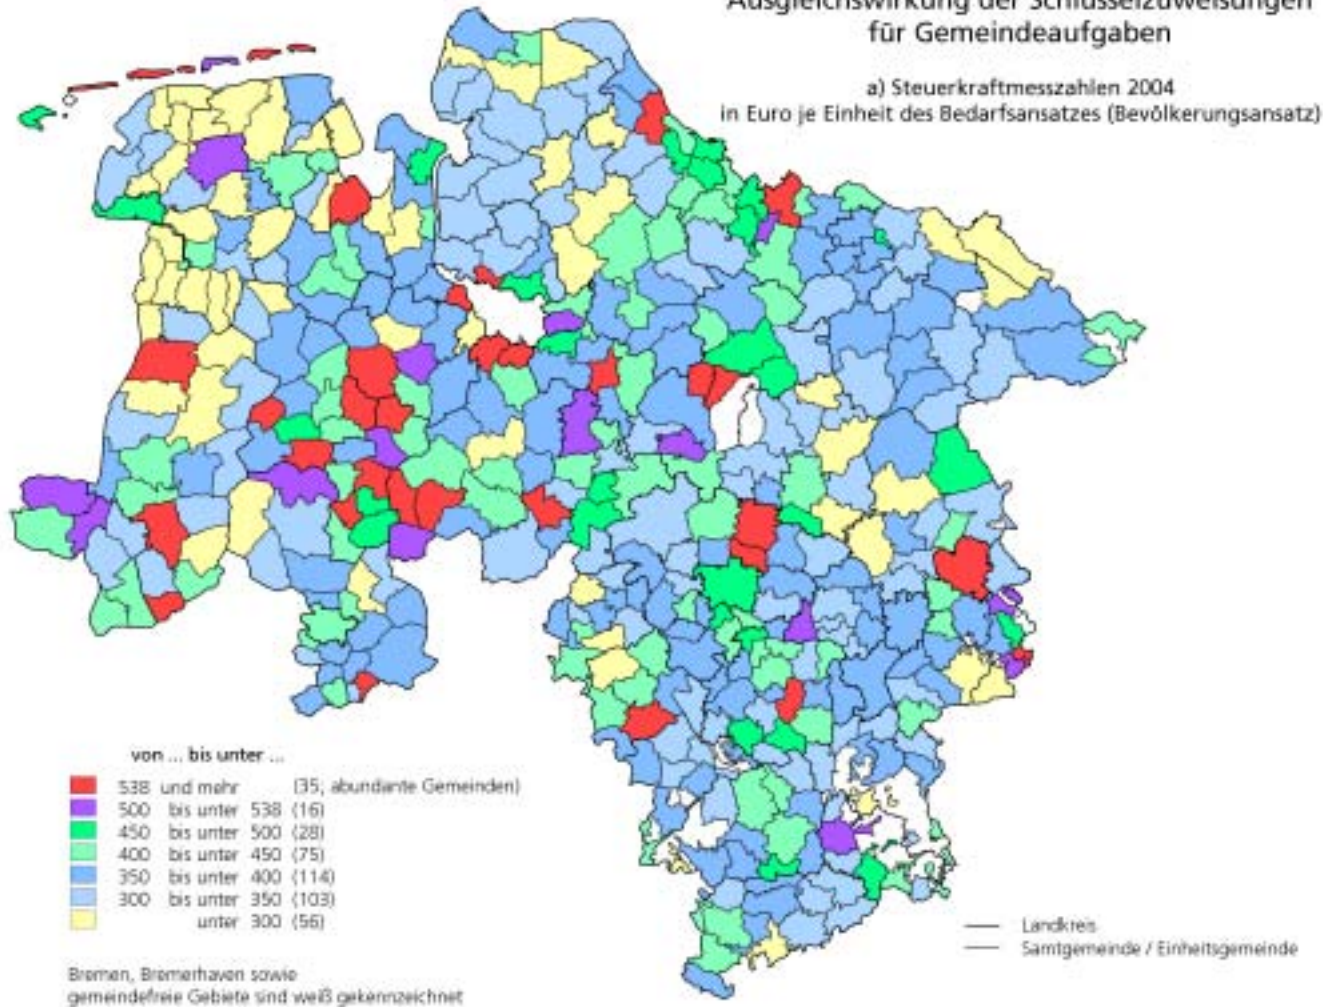 Ausgleichswirkung der Schlüsselzuweisungen
für Gemeindeaufgaben
a) Steuerkraftmesszahlen 2004
in Euro je Einheit des Bedarfsansatzes (Bevölkerungsansatz)
von ... bis unter ...
538 und mehr (35, abundante Gemeinden)
500 bis unter 538 (16)
450 bis unter 500 (28)
400 bis unter 450 (75)
350 bis unter 400 (114)
300 bis unter 350 (103)
unter 300 (56)
Landkreis
Samtgemeinde / Einheitsgemeinde
Bremen, Bremerhaven sowie
gemeindefreie Gebiete sind weiß gekennzeichnet